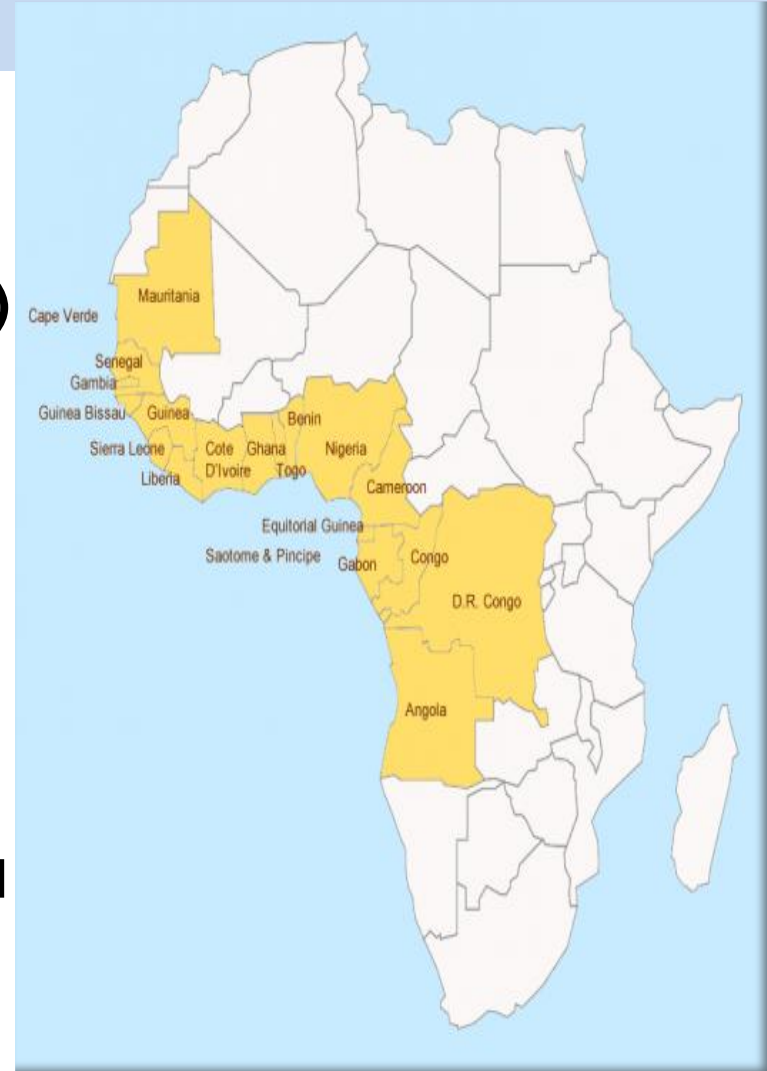 Mauritania
Cape Verde
Senegal
Gambia
Guinea Bissau
Guinea
Benin
Sierra Leone
Cote
D'Ivoire
Ghana
Togo
Nigeria
Liberia
Cameroon
Equitorial Guinea
Saotome & Pincipe
Gabon
Congo
D.R. Congo
Angola